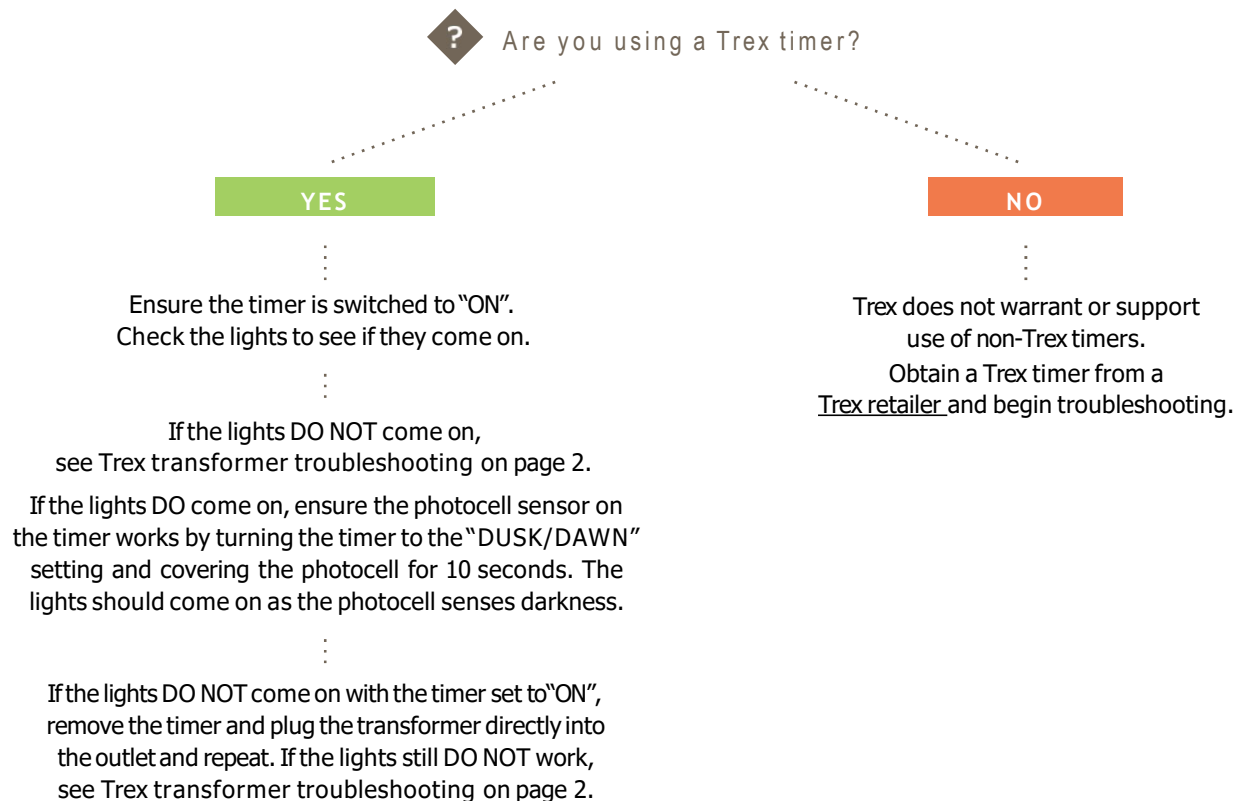 ?
Are you using a Trex timer?
YES
Ensure the timer is switched to “ON”.
Check the lights to see if they come on.
If the lights DO NOT come on,
see Trex transformer troubleshooting on page 2.
If the lights DO come on, ensure the photocell sensor on
the timer works by turning the timer to the “DUSK/DAWN”
setting and covering the photocell for 10 seconds. The
lights should come on as the photocell senses darkness.
If the lights DO NOT come on with the timer set to “ON”,
remove the timer and plug the transformer directly into
the outlet and repeat. If the lights still DO NOT work,
see Trex transformer troubleshooting on page 2.
NO
Trex does not warrant or support
use of non-Trex timers.
Obtain a Trex timer from a
Trex retailer and begin troubleshooting.